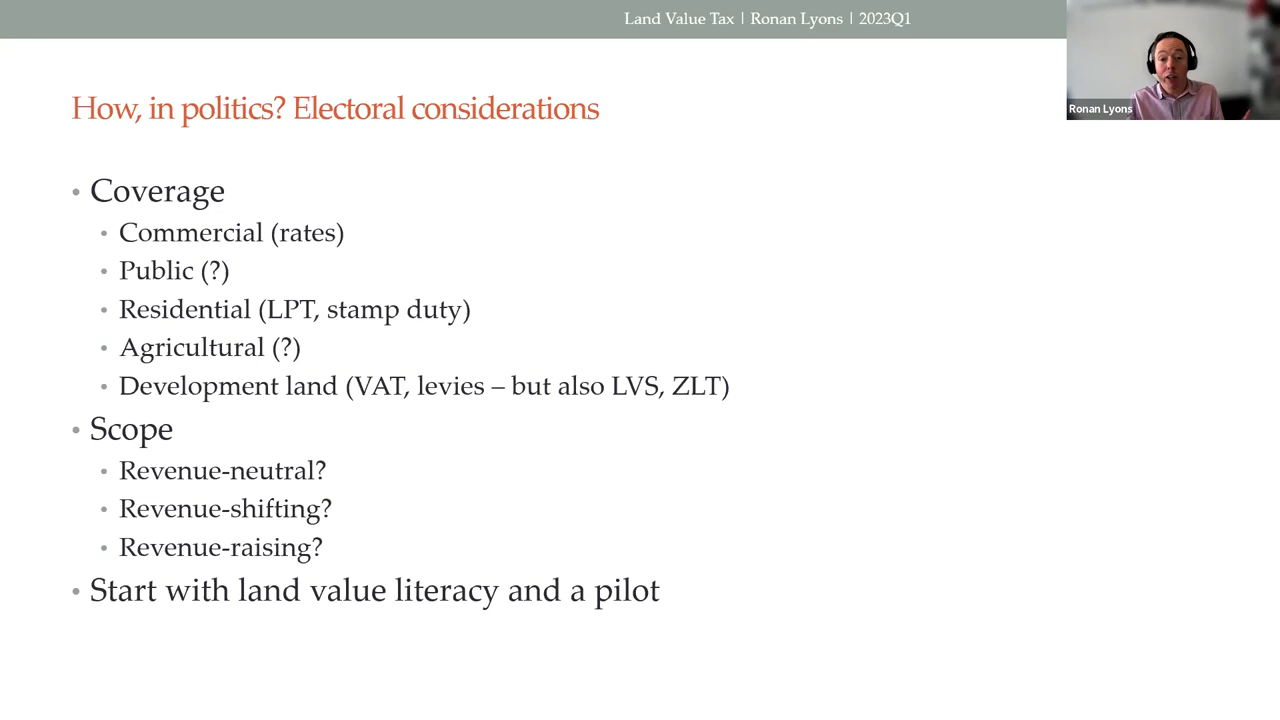 Land Value Tax | Ronan Lyons | 2023Q1
Ronan Lyons
How, in politics? Electoral considerations
• Coverage
• Commercial (rates)
• Public (?)
• Residential (LPT, stamp duty)
• Agricultural (?)
• Development land (VAT, levies – but also LVS, ZLT)
• Scope
• Revenue-neutral?
• Revenue-shifting?
• Revenue-raising?
• Start with land value literacy and a pilot